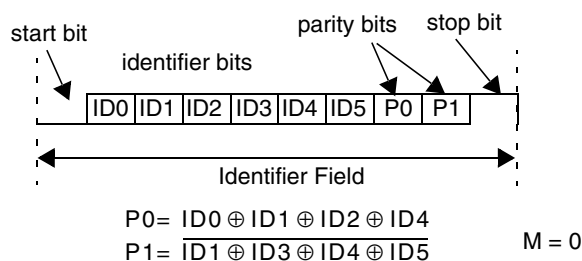 start bit
identifier bits
parity bits
stop bit
ID0 ID1 ID2 ID3 ID4 ID5 P0 P1
Identifier Field
P0= ID0 ⊕ ID1 ⊕ ID2 ⊕ ID4
P1= \overline{ID1 ⊕ ID3 ⊕ ID4 ⊕ ID5}
M = 0